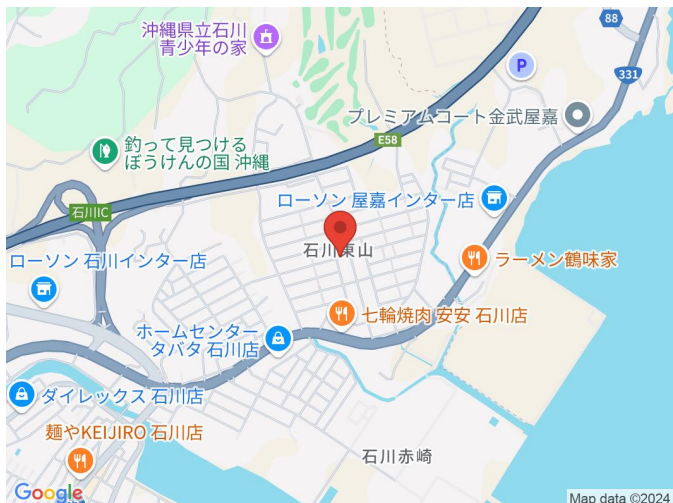 沖縄県立石川
青少年の家
88
331
P
プレミアムコート金武屋嘉
E58
釣って見つける
ぼうけんの国 沖縄
石川IC
ローソン 屋嘉インター店
石川東山
ローソン 石川インター店
ラーメン鶴味家
七輪焼肉 安安 石川店
ホームセンター
タバタ 石川店
ダイレックス 石川店
麺やKEIJIRO 石川店
石川赤崎
Google
Map data ©2024